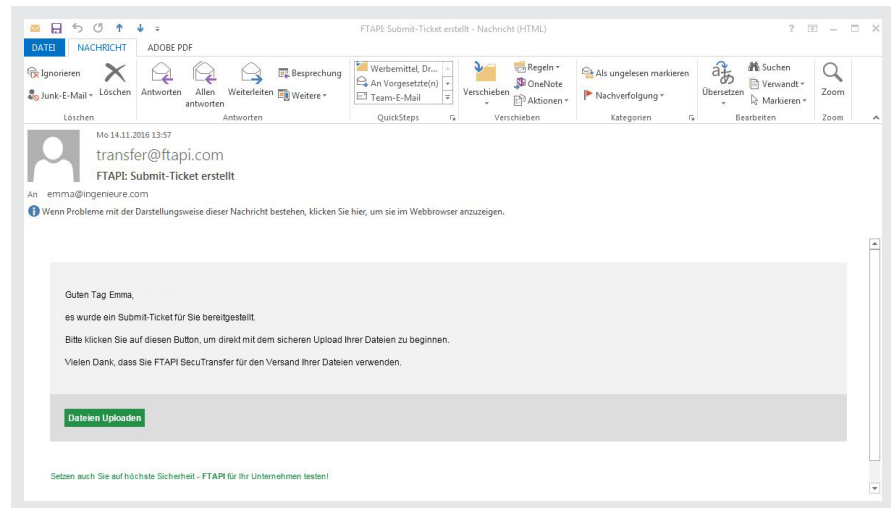 FTAPI: Submit-Ticket erstellt - Nachricht (HTML)
DATEI NACHRICHT ADOBE PDF
Ignorieren
Junk-E-Mail
Löschen
Löschen
Antworten
Allen antworten
Weiterleiten
Besprechung
Weitere
Antworten
Werbemittel, Dr...
An Vorgesetzte(n)
Team-E-Mail
QuickSteps
Verschieben
Regeln
OneNote
Aktionen
Verschieben
Als ungelesen markieren
Nachverfolgung
Kategorien
Übersetzen
Suchen
Verwandt
Markieren
Bearbeiten
Zoom
Zoom
Mo 14.11.2016 13:57
transfer@ftapi.com
FTAPI: Submit-Ticket erstellt
An emma@ingenieure.com
Wenn Probleme mit der Darstellungsweise dieser Nachricht bestehen, klicken Sie hier, um sie im Webbrowser anzuzeigen.
Guten Tag Emma,
es wurde ein Submit-Ticket für Sie bereitgestellt.
Bitte klicken Sie auf diesen Button, um direkt mit dem sicheren Upload Ihrer Dateien zu beginnen.
Vielen Dank, dass Sie FTAPI SecuTransfer für den Versand Ihrer Dateien verwenden.
Dateien Uploaden
Setzen auch Sie auf höchste Sicherheit - FTAPI für Ihr Unternehmen testen!